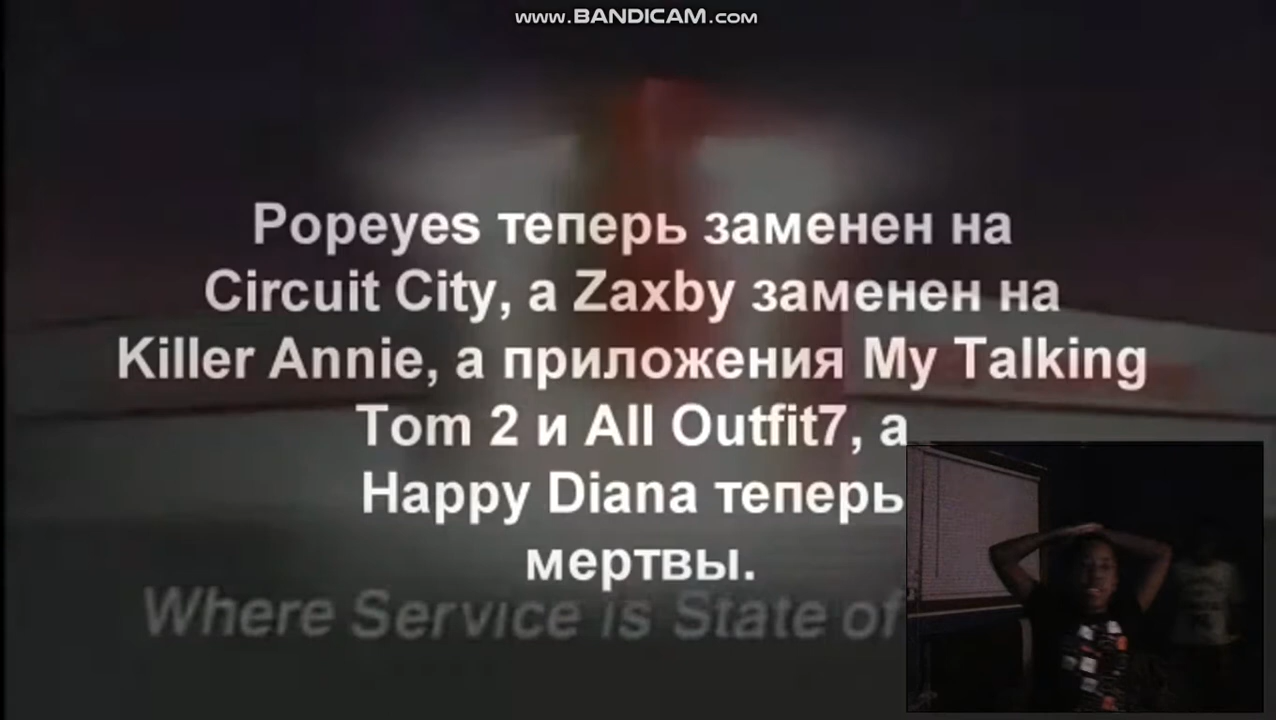 www.BANDICAM.com
Popeyes теперь заменен на
Circuit City, а Zaxby заменен на
Killer Annie, а приложения My Talking
Tom 2 и All Outfit7, а
Happy Diana теперь
мертвы.
Where Service is State of